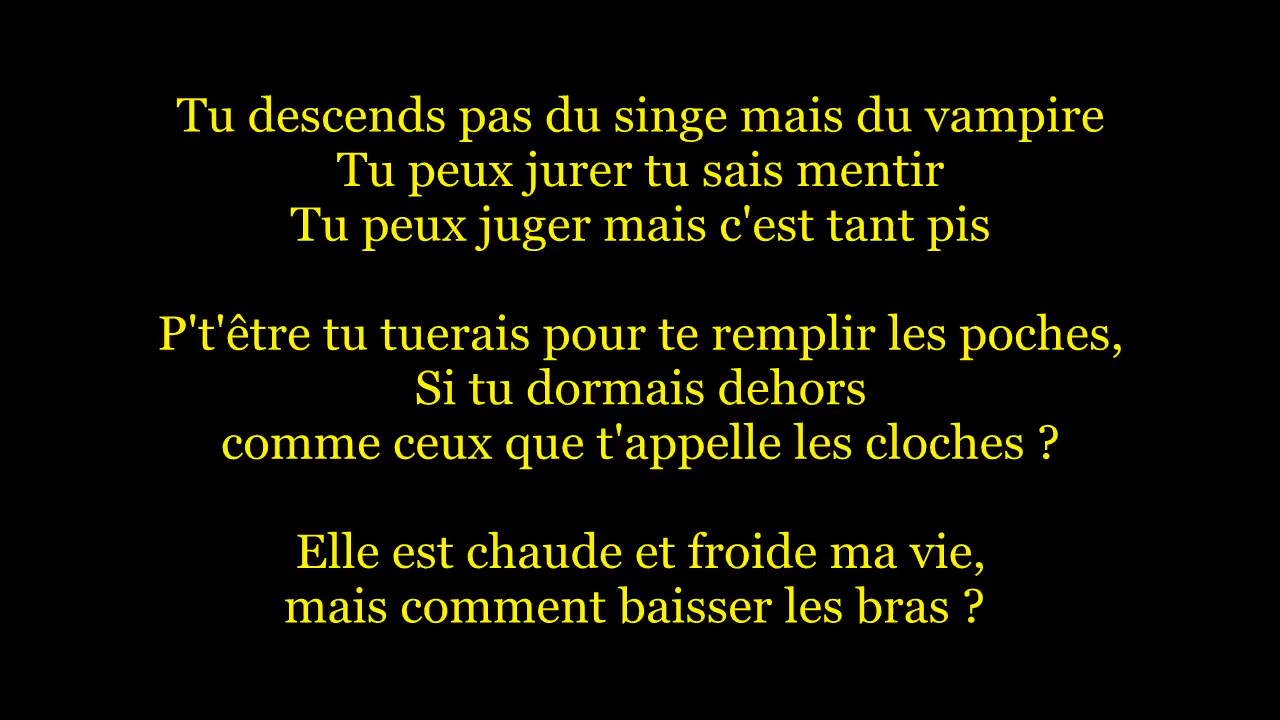 Tu descends pas du singe mais du vampire
Tu peux jurer tu sais mentir
Tu peux juger mais c'est tant pis
P't'être tu tuerais pour te remplir les poches,
Si tu dormais dehors
comme ceux que t'appelle les cloches ?
Elle est chaude et froide ma vie,
mais comment baisser les bras ?